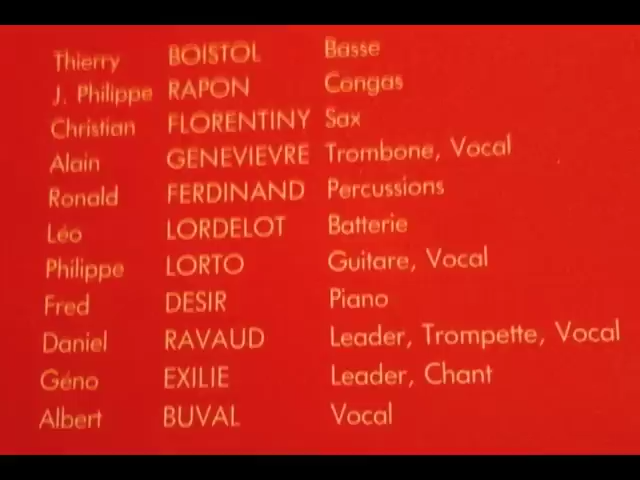 Thierry BOISTOL Basse
J. Philippe RAPON Congas
Christian FLORENTINY Sax
Alain GENEVIEVRE Trombone, Vocal
Ronald FERDINAND Percussions
Léo LORDELOT Batterie
Philippe LORTO Guitare, Vocal
Fred DESIR Piano
Daniel RAVAUD Leader, Trompette, Vocal
Géno EXILIE Leader, Chant
Albert BUVAL Vocal